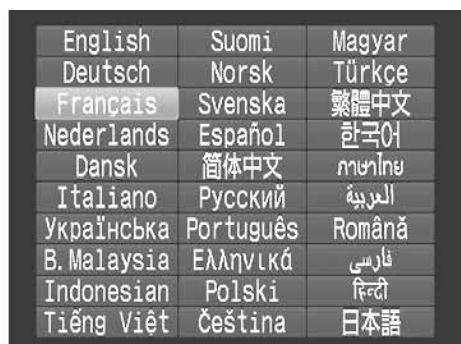 English Suomi Magyar
Deutsch Norsk Türkçe
Français Svenska 繁體中文
Nederlands Español 한국어
Dansk 简体中文 ภาษาไทย
Italiano Русский العربية
Українська Português Română
B.Malaysia Ελληνικά فارسی
Indonesian Polski हिन्दी
Tiếng Việt Čeština 日本語